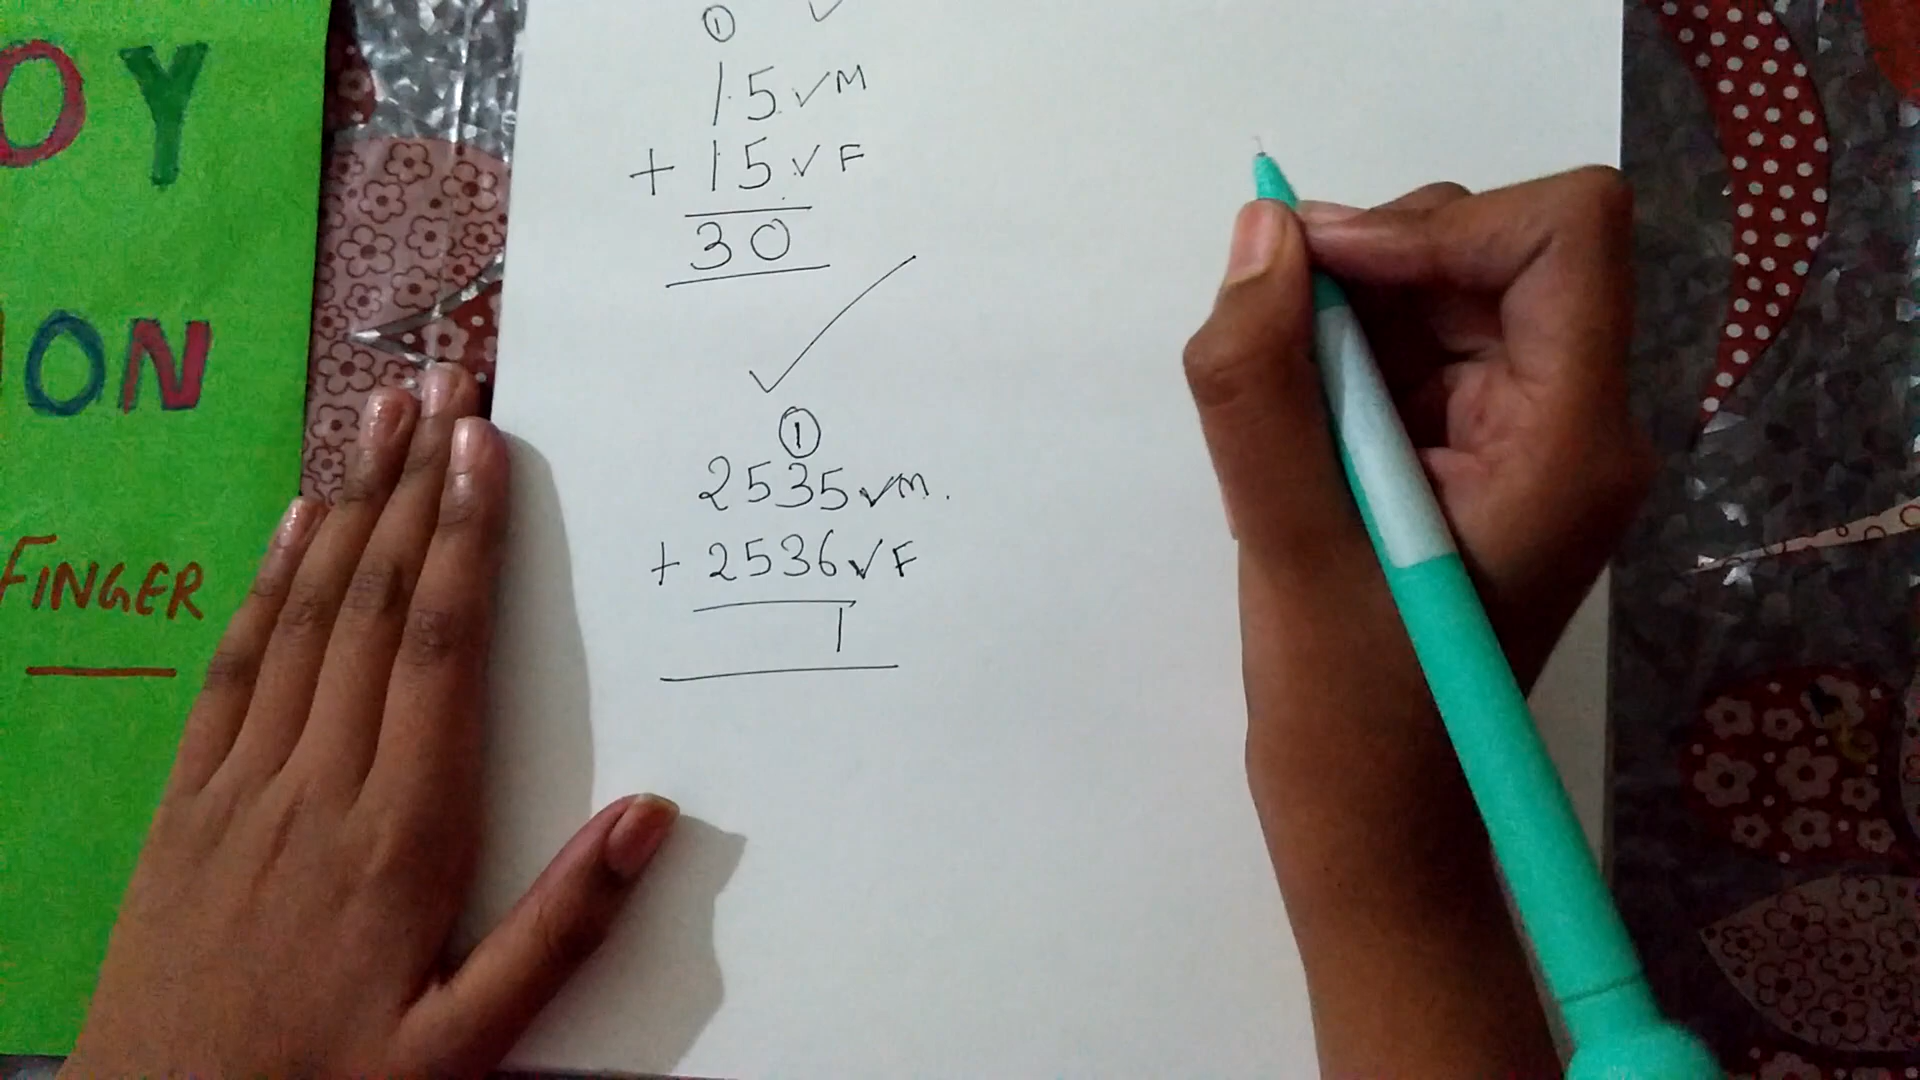 OY
ON
FINGER
①
15✓M
+ 15✓F
30
✓
①
2535✓m.
+ 2536✓F
1